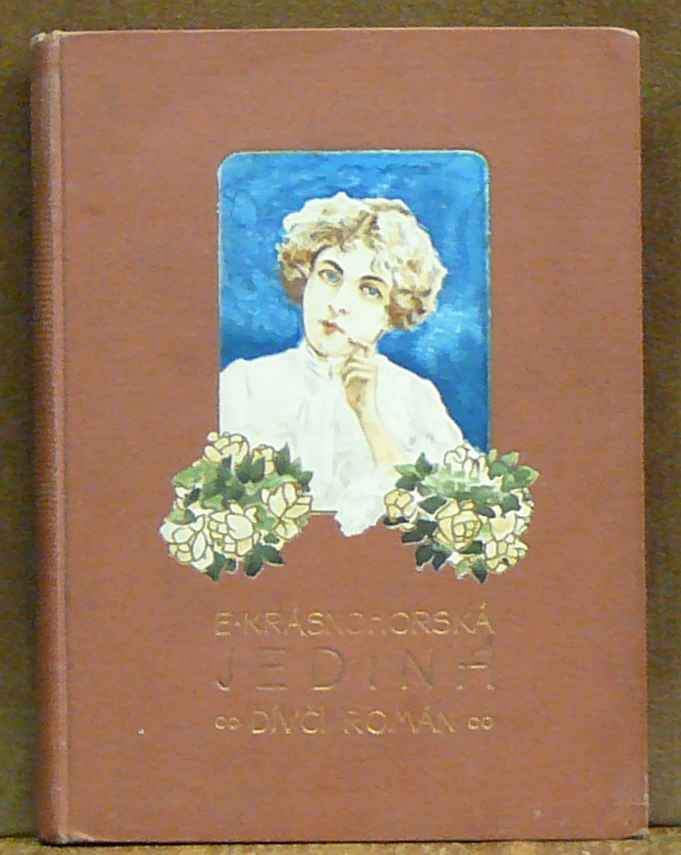 E·KRÁSNOHORSKÁ
JEDINÁ
∞ DÍVČÍ ROMÁN ∞